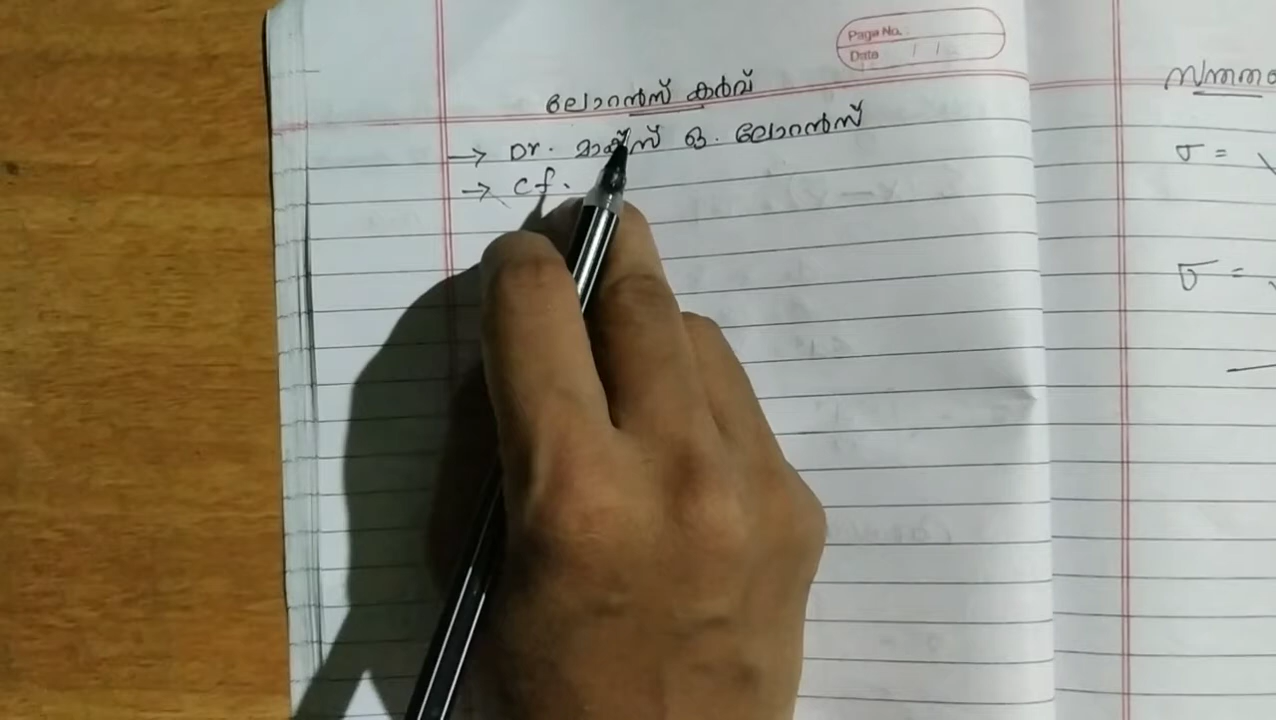 Page No.
Date
ലോറൻസ് കർവ്
→ Dr. മാക്സ് ഒ. ലോറൻസ്
→ cf.
σ =
σ =